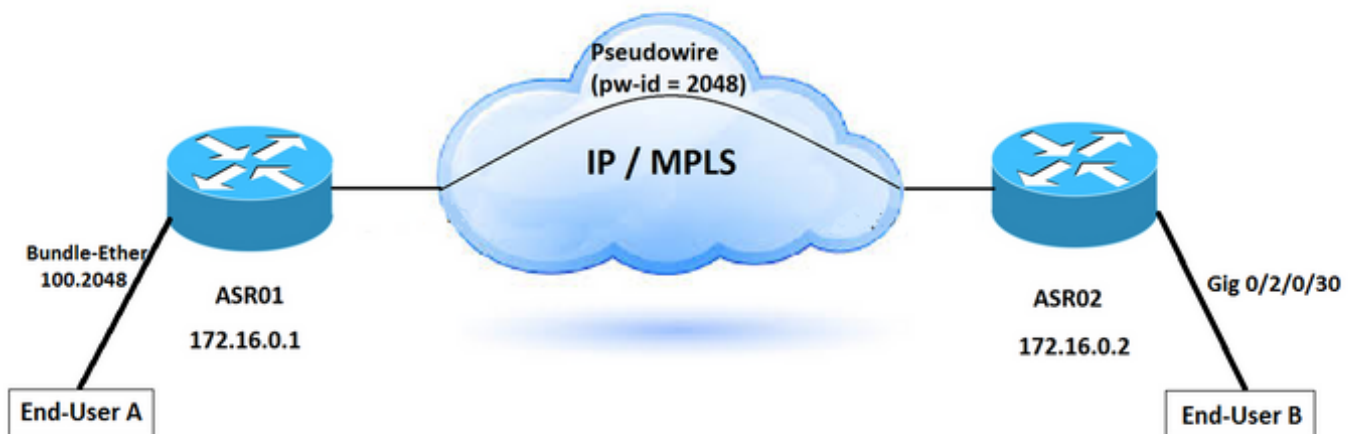 Pseudowire
(pw-id = 2048)
IP / MPLS
Bundle-Ether
100.2048
ASR01
172.16.0.1
End-User A
Gig 0/2/0/30
ASR02
172.16.0.2
End-User B